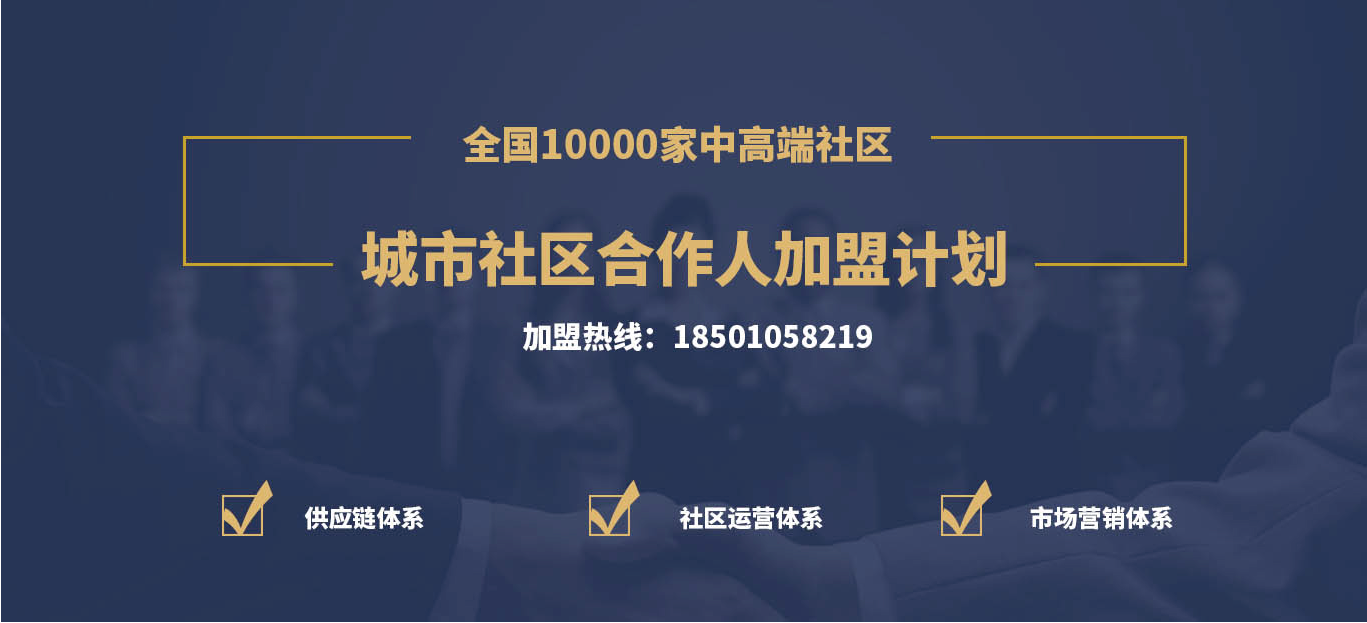 全国10000家中高端社区
城市社区合作人加盟计划
加盟热线：18501058219
供应链体系
社区运营体系
市场营销体系